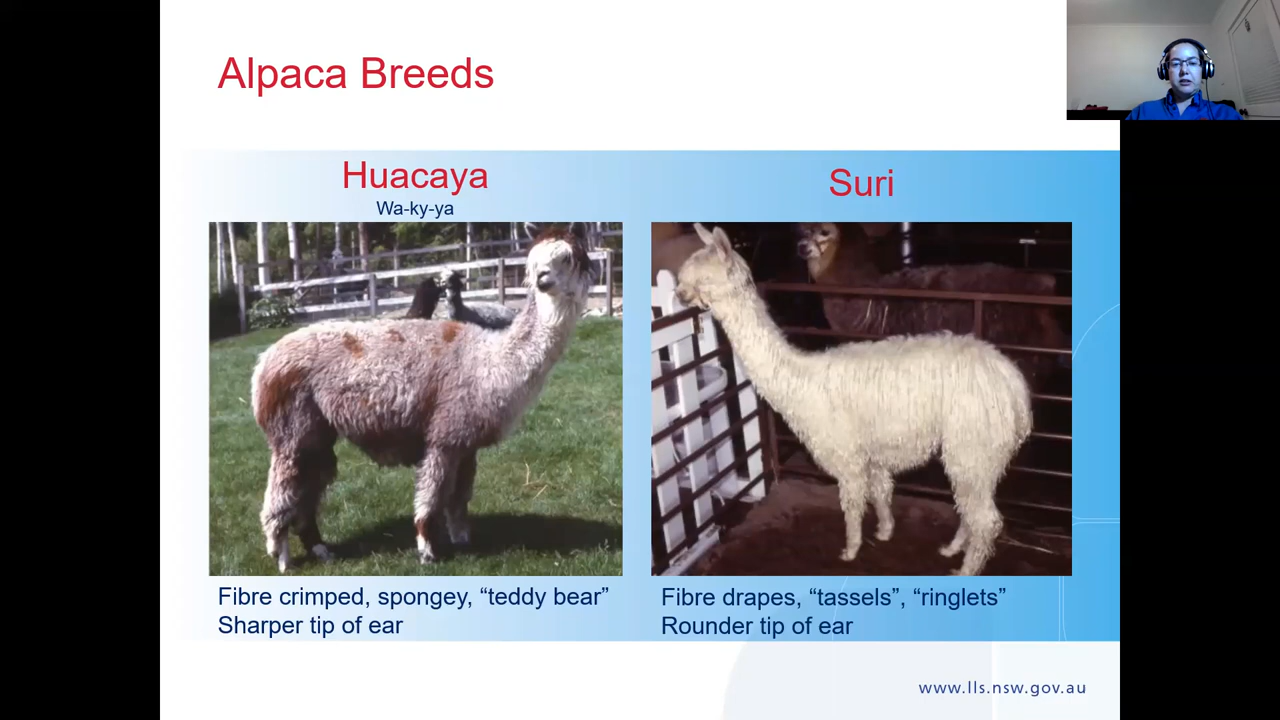 Alpaca Breeds
Huacaya
Wa-ky-ya
Suri
Fibre crimped, spongey, “teddy bear”
Sharper tip of ear
Fibre drapes, “tassels”, “ringlets”
Rounder tip of ear
www.lls.nsw.gov.au